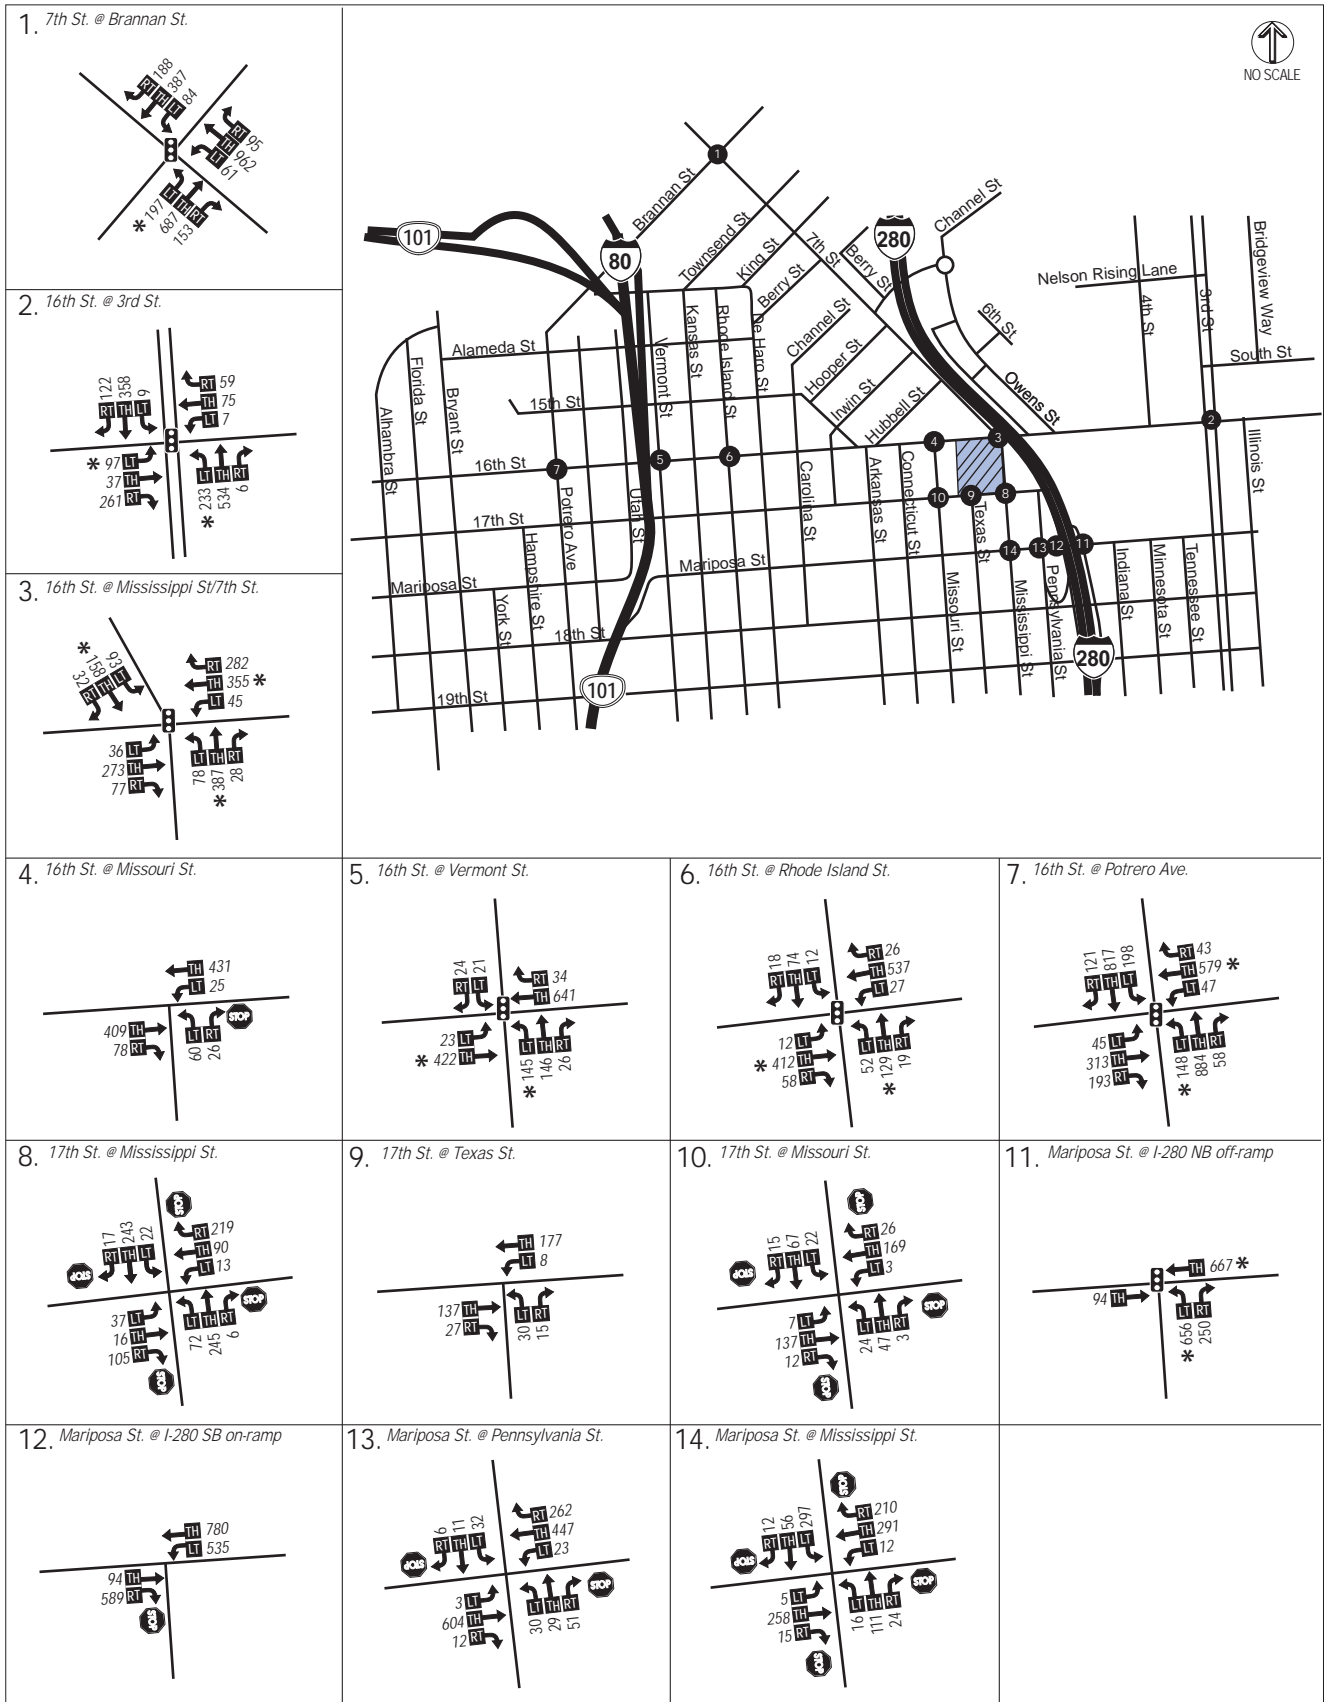 1. 7th St. @ Brannan St.
RT 188
TH 387
LT 84
RT 95
TH 962
LT 61
* 197 LT
687 TH
153 RT
2. 16th St. @ 3rd St.
RT 122
TH 358
LT 9
RT 59
TH 75
LT 7
* 97 LT
37 TH
261 RT
LT 233 *
TH 534
RT 6
3. 16th St. @ Mississippi St/7th St.
32 RT
* 158 TH
93 LT
RT 282
TH 355 *
LT 45
36 LT
273 TH
77 RT
LT 78
TH 387 *
RT 28
NO SCALE
1
Brannan St
101
80
Townsend St
King St
Berry St
7th St
Berry St
280
Channel St
Nelson Rising Lane
4th St
3rd St
Bridgeview Way
South St
6th St
Owens St
Kansas St
Rhode Island St
De Haro St
Vermont St
Channel St
Hooper St
Irwin St
Hubbell St
Alameda St
Florida St
Bryant St
Alhambra St
15th St
16th St
7
5
6
4
3
2
Illinois St
Potrero Ave
Utah St
Carolina St
Arkansas St
Connecticut St
10
9
8
Texas St
17th St
Hampshire St
Mariposa St
Mariposa St
14
13
12
11
York St
18th St
Missouri St
Mississippi St
Pennsylvania St
Indiana St
Minnesota St
Tennessee St
280
101
19th St
4. 16th St. @ Missouri St.
TH 431
LT 25
409 TH
78 RT
LT 60
RT 26
STOP
5. 16th St. @ Vermont St.
RT 24
LT 21
RT 34
TH 641
23 LT
* 422 TH
LT 145 *
TH 146
RT 26
6. 16th St. @ Rhode Island St.
RT 18
TH 74
LT 12
RT 26
TH 537
LT 27
12 LT
* 412 TH
58 RT
LT 52
TH 129 *
RT 19
7. 16th St. @ Potrero Ave.
RT 121
TH 817
LT 198
RT 43
TH 579 *
LT 47
45 LT
313 TH
193 RT
LT 148 *
TH 884
RT 58
8. 17th St. @ Mississippi St.
STOP
RT 17
TH 243
LT 22
RT 219
TH 90
LT 13
STOP
STOP
37 LT
16 TH
105 RT
LT 72
TH 245
RT 6
STOP
9. 17th St. @ Texas St.
TH 177
LT 8
137 TH
27 RT
LT 30
RT 15
10. 17th St. @ Missouri St.
STOP
RT 15
TH 67
LT 22
RT 26
TH 169
LT 3
STOP
STOP
7 LT
137 TH
12 RT
LT 24
TH 47
RT 3
STOP
11. Mariposa St. @ I-280 NB off-ramp
TH 667 *
94 TH
LT 656 *
RT 250
12. Mariposa St. @ I-280 SB on-ramp
TH 780
LT 535
94 TH
589 RT
STOP
13. Mariposa St. @ Pennsylvania St.
RT 6
TH 11
LT 32
RT 262
TH 447
LT 23
STOP
STOP
3 LT
604 TH
12 RT
LT 30
TH 29
RT 51
14. Mariposa St. @ Mississippi St.
STOP
RT 12
TH 56
LT 297
RT 210
TH 291
LT 12
STOP
STOP
5 LT
258 TH
15 RT
LT 16
TH 111
RT 24
STOP